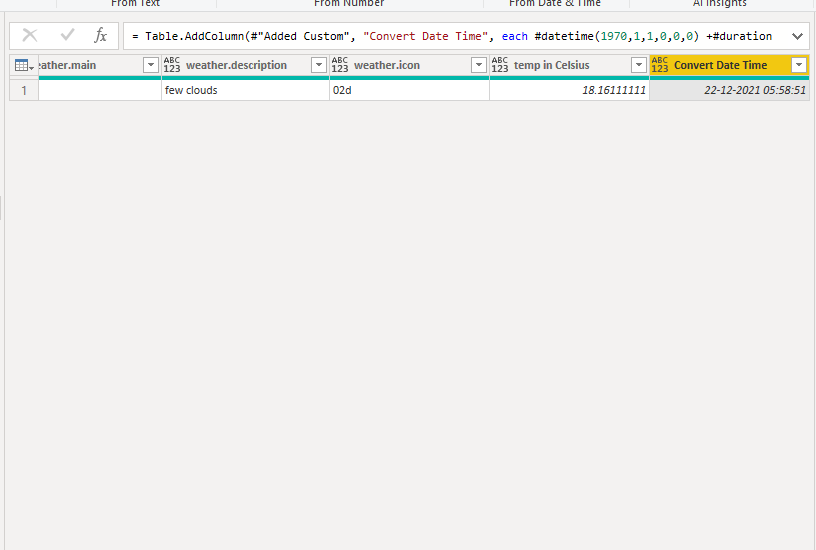 From Text From Number From Date & Time AI Insights
fx = Table.AddColumn(#"Added Custom", "Convert Date Time", each #datetime(1970,1,1,0,0,0) +#duration
eather.main ABC 123 weather.description ABC 123 weather.icon ABC 123 temp in Celsius ABC 123 Convert Date Time
1 few clouds 02d 18.16111111 22-12-2021 05:58:51